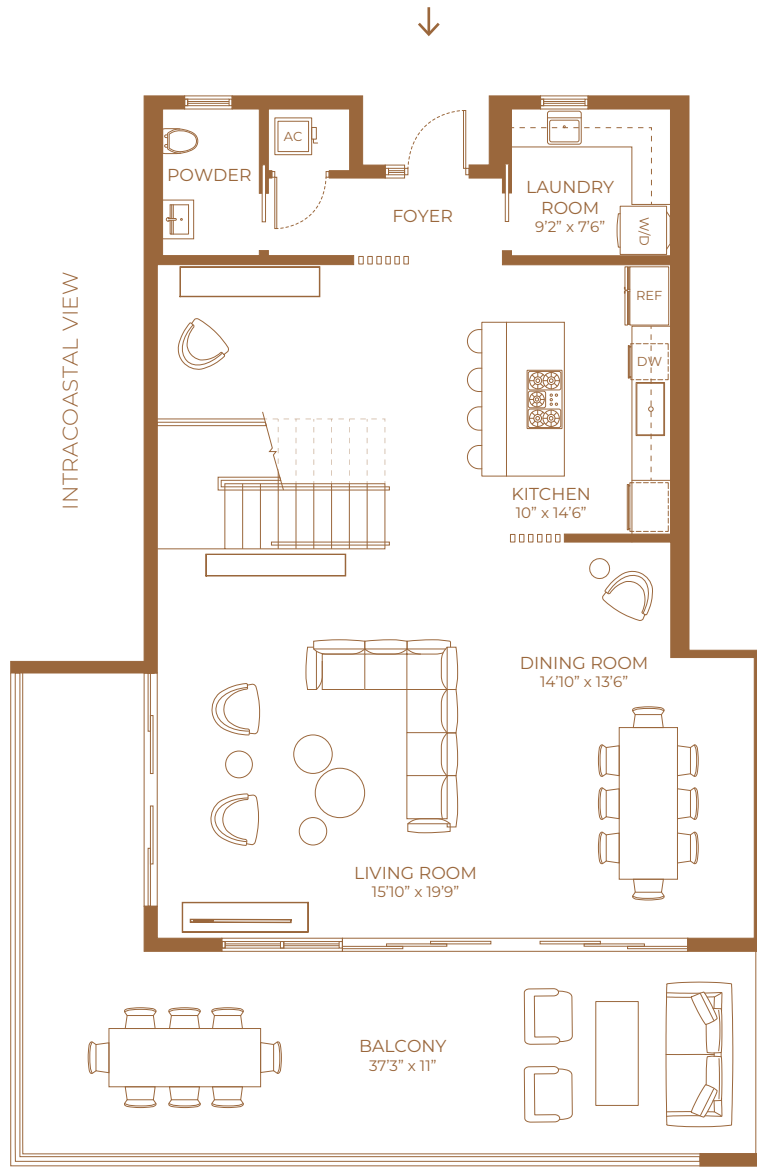 AC
POWDER
FOYER
LAUNDRY
ROOM
9’2” x 7’6”
W/D
INTRACOASTAL VIEW
REF
DW
KITCHEN
10” x 14’6”
DINING ROOM
14’10” x 13’6”
LIVING ROOM
15’10” x 19’9”
BALCONY
37’3” x 11”